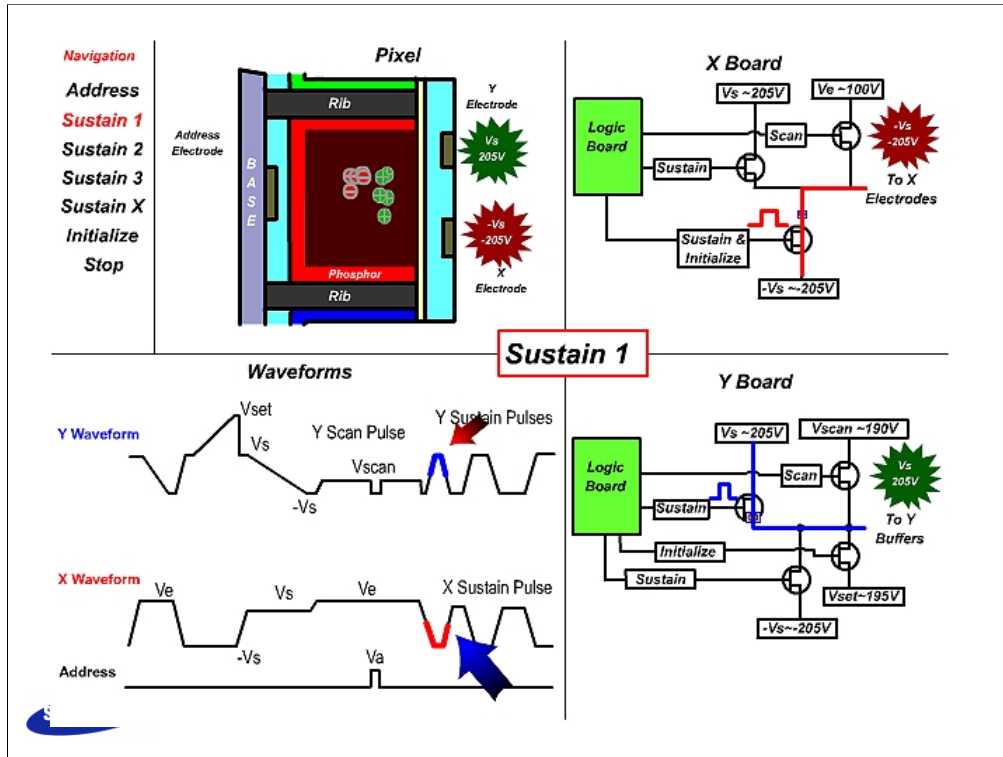 Navigation
Address
Sustain 1
Sustain 2
Sustain 3
Sustain X
Initialize
Stop
Pixel
Address
Electrode
BASE
Rib
Phosphor
Rib
Y
Electrode
Vs
205V
-Vs
-205V
X
Electrode
X Board
Vs ~205V
Ve ~100V
Logic
Board
Scan
Sustain
Sustain &
Initialize
-Vs ~-205V
-Vs
-205V
To X
Electrodes
Sustain 1
Waveforms
Y Waveform
Vset
Vs
-Vs
Y Scan Pulse
Vscan
Y Sustain Pulses
X Waveform
Ve
-Vs
Vs
Ve
X Sustain Pulse
Address
Va
Y Board
Vs ~205V
Vscan ~190V
Logic
Board
Scan
Sustain
Initialize
Sustain
Vs
205V
To Y
Buffers
Vset~195V
-Vs~-205V